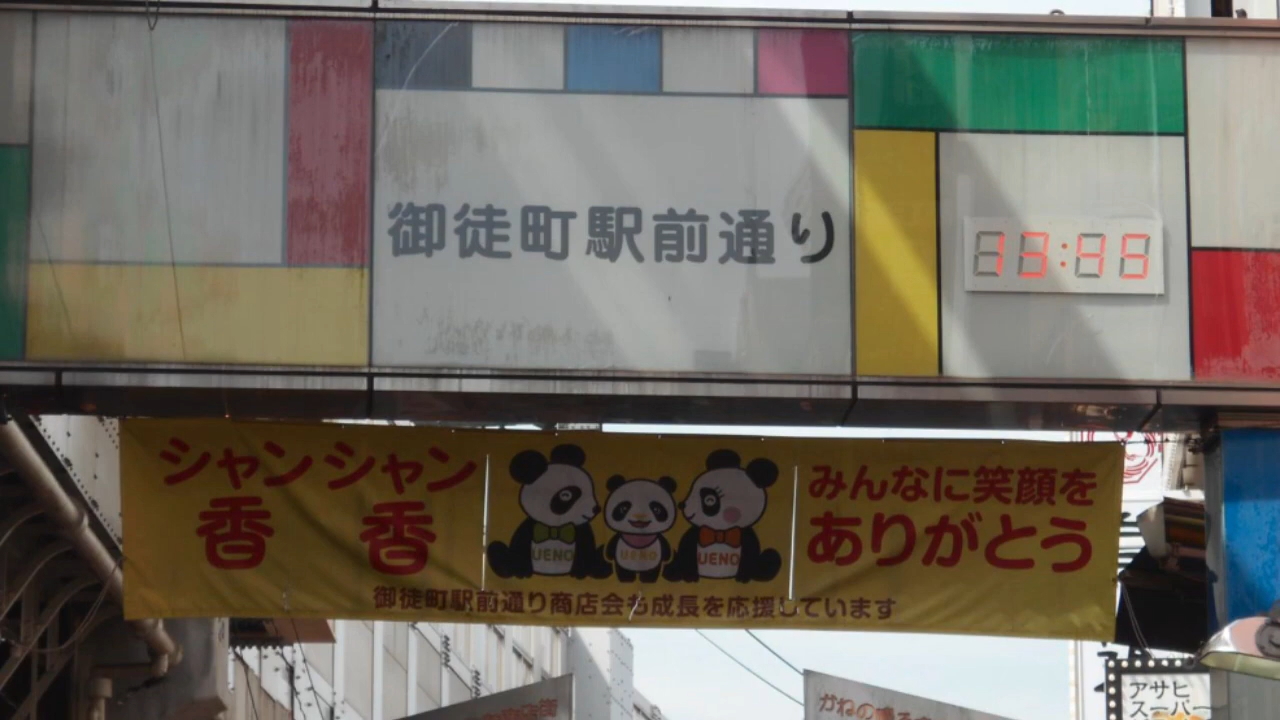 御徒町駅前通り
13:45
シャンシャン
香 香
UENO
UENO
UENO
みんなに笑顔を
ありがとう
御徒町駅前通り商店会も成長を応援しています
アサヒ
スーパー